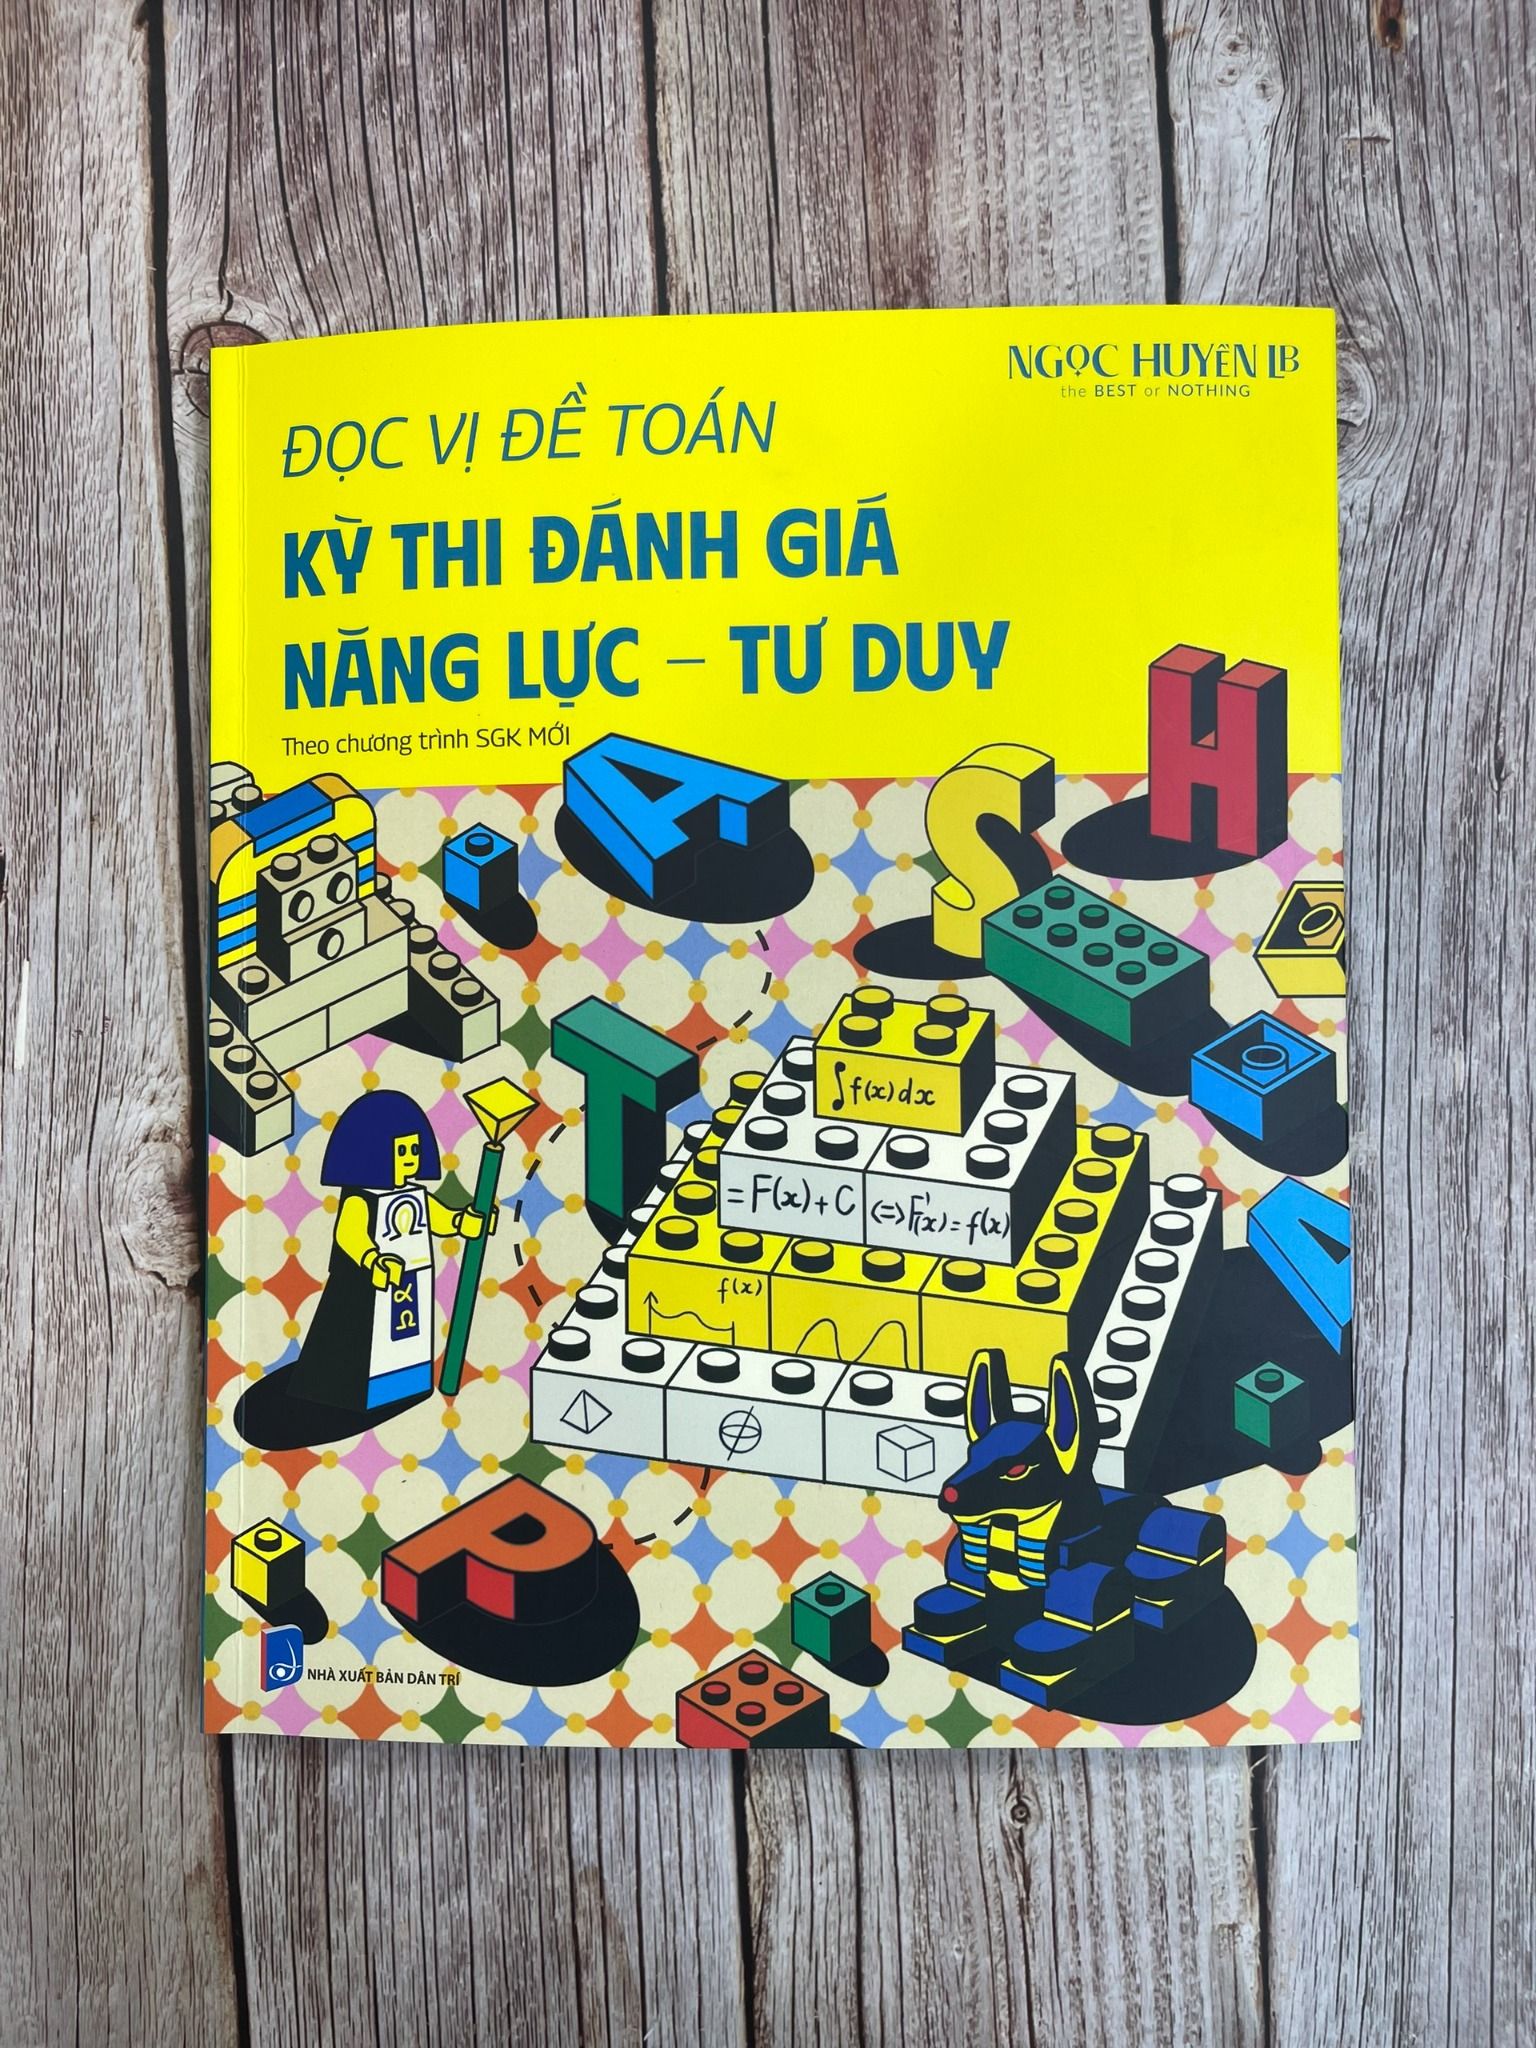 NGỌC HUYỀN LB
the BEST or NOTHING
ĐỌC VỊ ĐỀ TOÁN
KỲ THI ĐÁNH GIÁ
NĂNG LỰC – TƯ DUY
Theo chương trình SGK MỚI
H
A
S
T
∫f(x)dx
=F(x)+C
(=)F'(x)=f(x)
f(x)
Ω
α
Ω
P
NHÀ XUẤT BẢN DÂN TRÍ